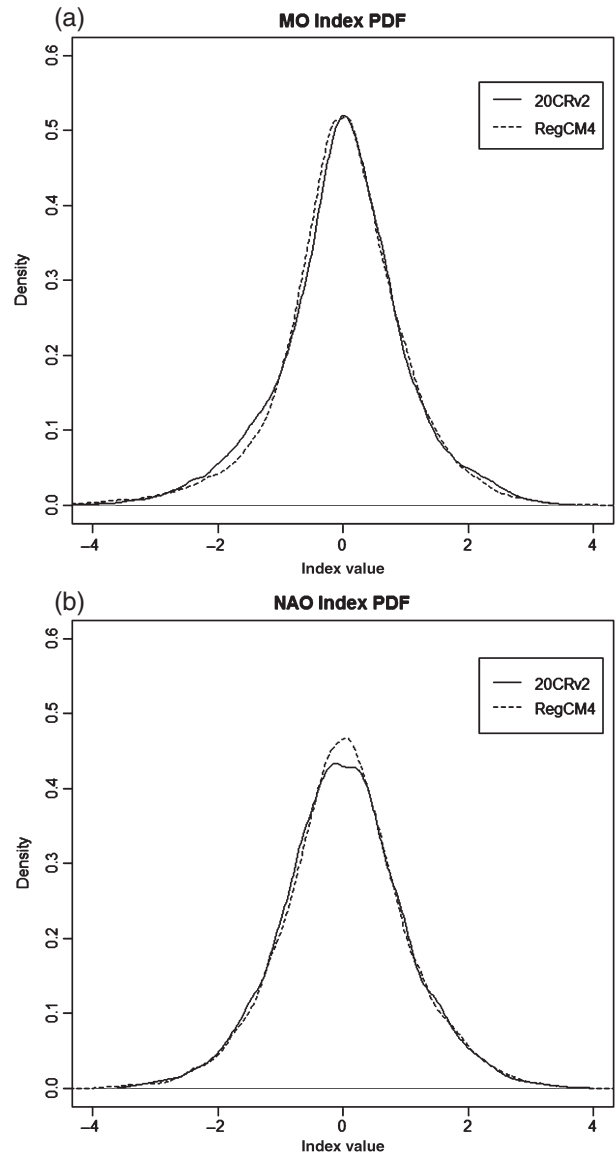 (a)
MO Index PDF
0.6
0.5
0.4
0.3
0.2
0.1
0.0
Density
20CRv2
RegCM4
–4 –2 0 2 4
Index value
(b)
NAO Index PDF
0.6
0.5
0.4
0.3
0.2
0.1
0.0
Density
20CRv2
RegCM4
–4 –2 0 2 4
Index value